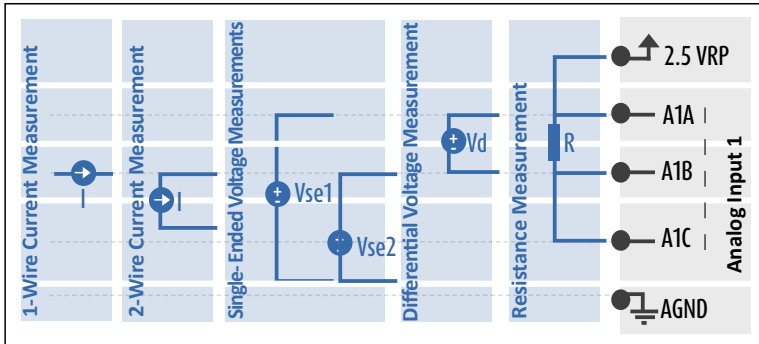 1-Wire Current Measurement
I
2-Wire Current Measurement
I
Single- Ended Voltage Measurements
Vse1
Vse2
Differential Voltage Measurement
Vd
Resistance Measurement
R
2.5 VRP
A1A
A1B
A1C
AGND
Analog Input 1